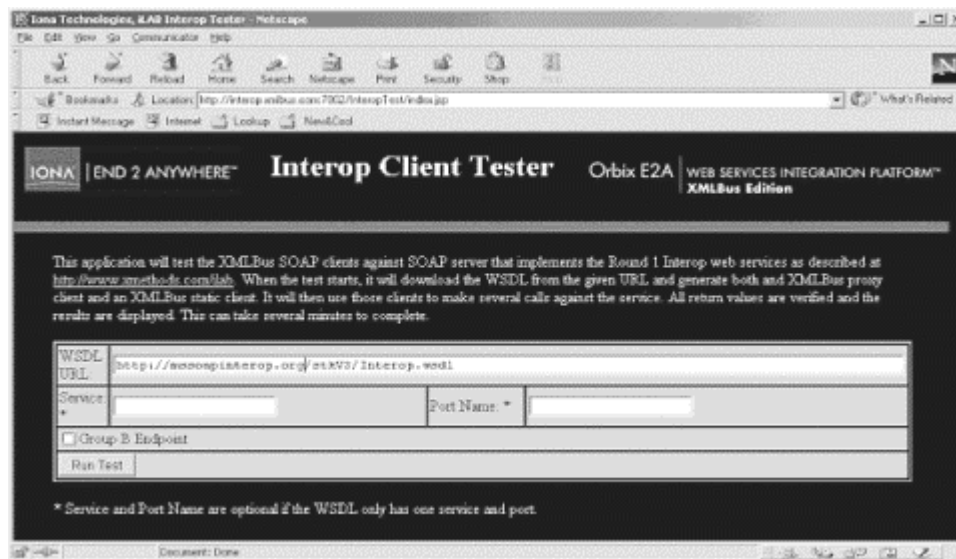 Iona Technologies, iLAB Interop Tester - Netscape
File Edit View Go Communicator Help
Back Forward Reload Home Search Netscape Print Security Shop
Bookmarks Location: http://interop.xmlbus.com:7002/InteropTest/index.jsp What's Related
Instant Message Internet Lookup New&Cool
N
IONA | END 2 ANYWHERE™ Interop Client Tester Orbix E2A | WEB SERVICES INTEGRATION PLATFORM™
XMLBus Edition
This application will test the XMLBus SOAP clients against SOAP server that implements the Round 1 Interop web services as described at
http://www.xmethods.com/ilab. When the test starts, it will download the WSDL from the given URL and generate both and XMLBus proxy
client and an XMLBus static client. It will then use those clients to make several calls against the service. All return values are verified and the
results are displayed. This can take several minutes to complete.
WSDL URL: http://mssoapinterop.org/stkV3/Interop.wsdl
Service: * Port Name: *
Group B Endpoint
Run Test
* Service and Port Name are optional if the WSDL only has one service and port.
Document: Done